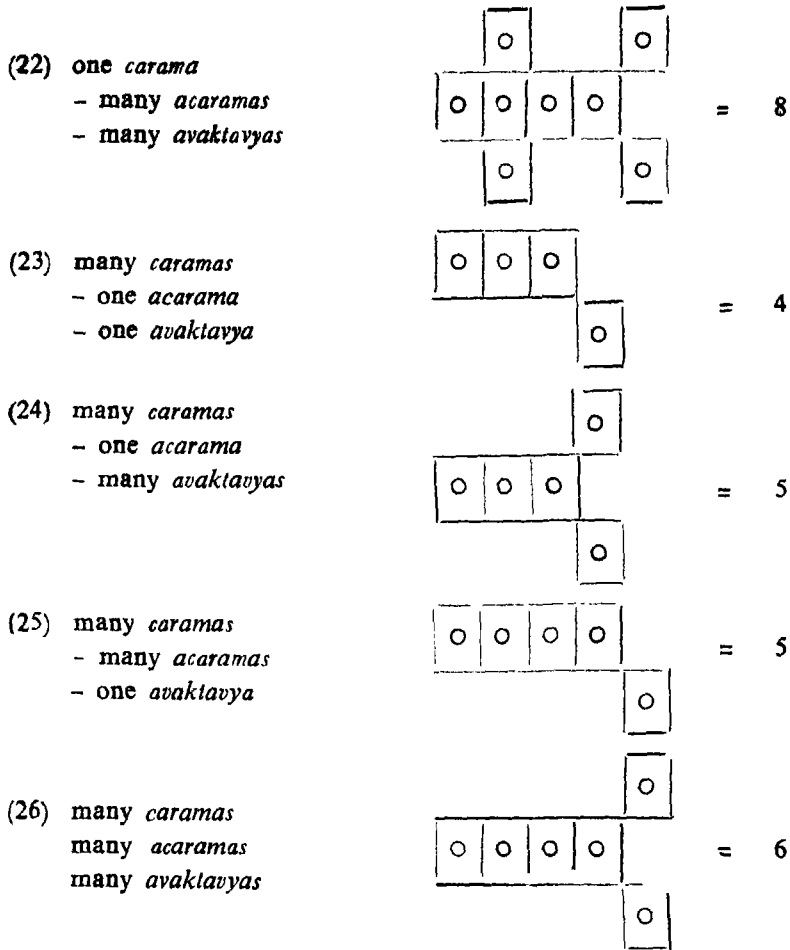 (22) one carama
– many acaramas
– many avaktavyas
= 8
(23) many caramas
– one acarama
– one avaktavya
= 4
(24) many caramas
– one acarama
– many avaktavyas
= 5
(25) many caramas
– many acaramas
– one avaktavya
= 5
(26) many caramas
many acaramas
many avaktavyas
= 6